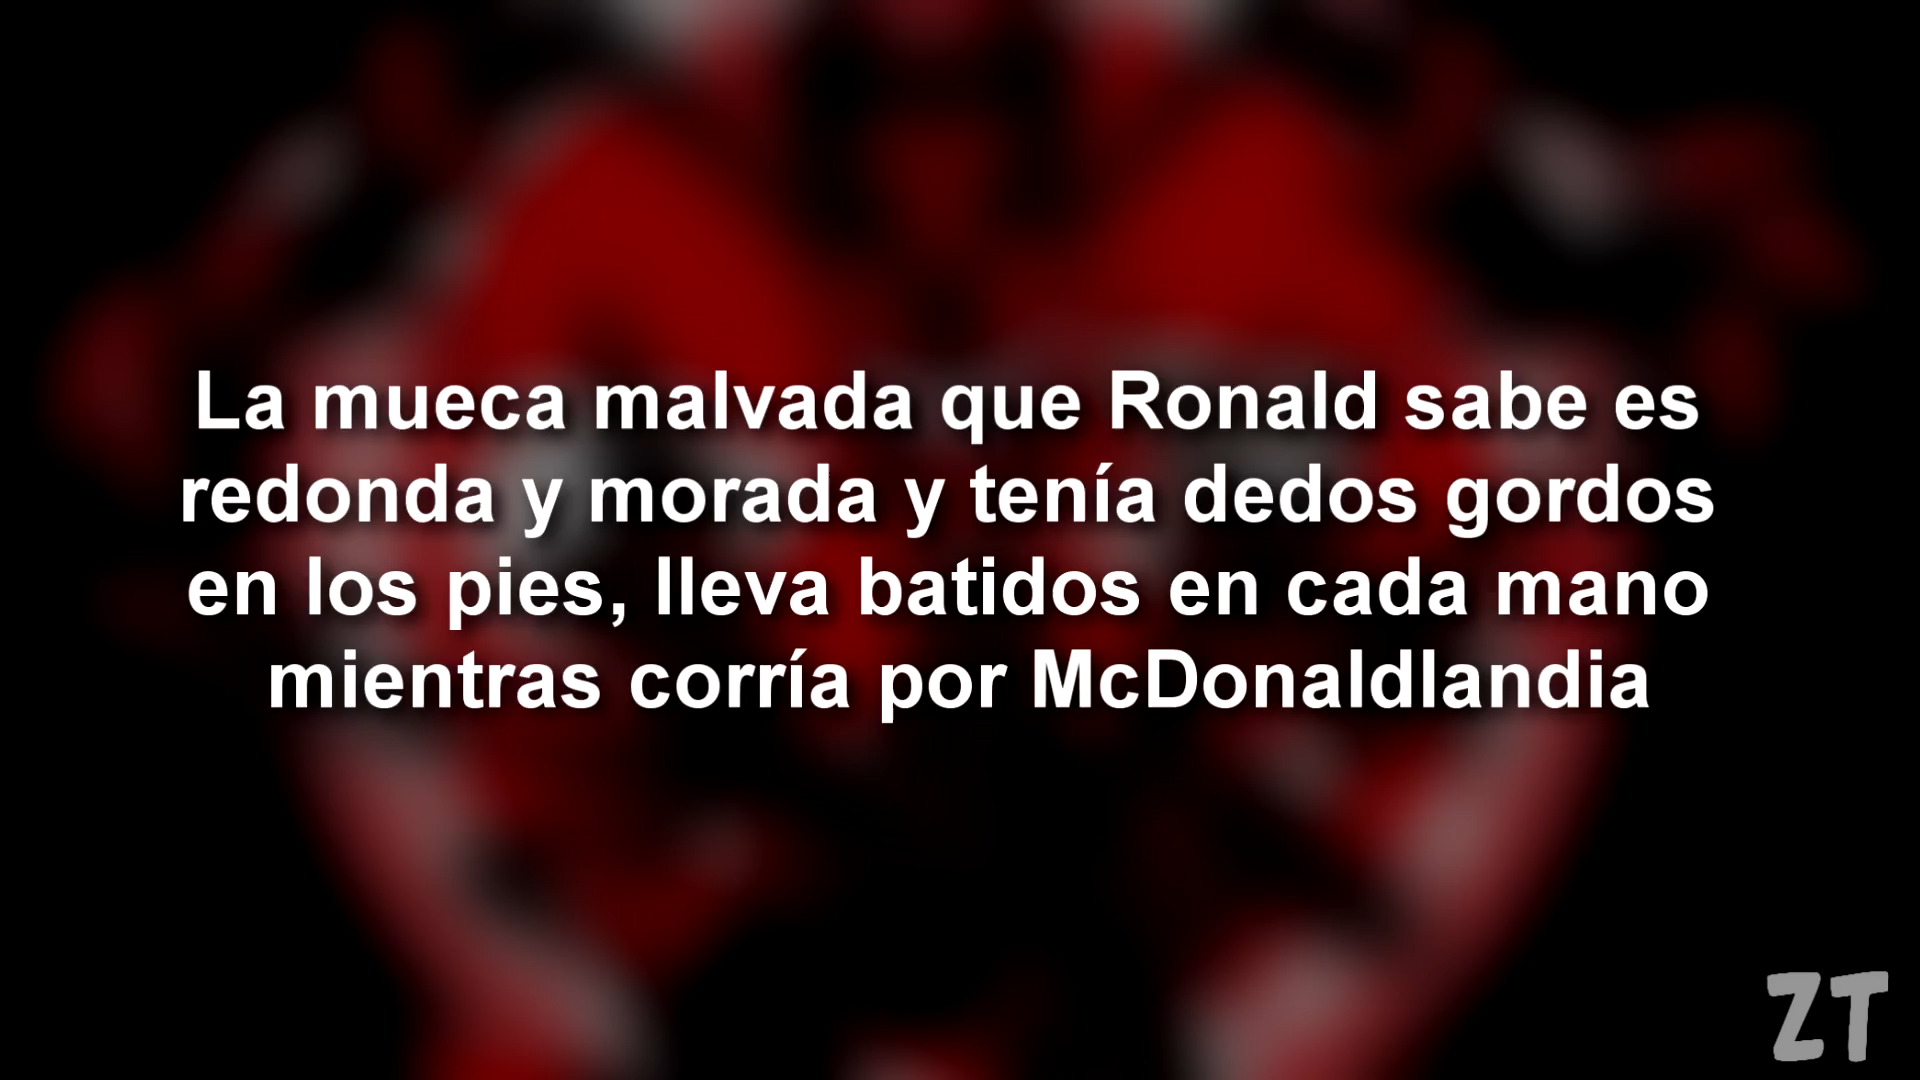 La mueca malvada que Ronald sabe es
redonda y morada y tenía dedos gordos
en los pies, lleva batidos en cada mano
mientras corría por McDonaldlandia
ZT